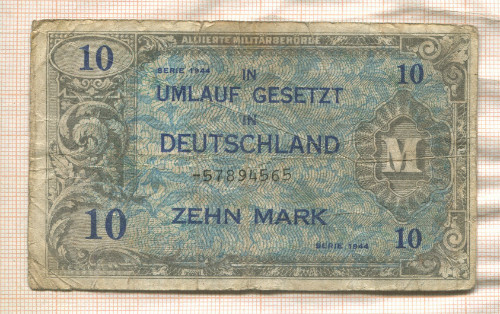 ALLIIERTE MILITÄRBEHÖRDE
10 SERIE 1944 IN 10
UMLAUF GESETZT
IN
DEUTSCHLAND
M
-57894565
10 ZEHN MARK
SERIE 1944 10